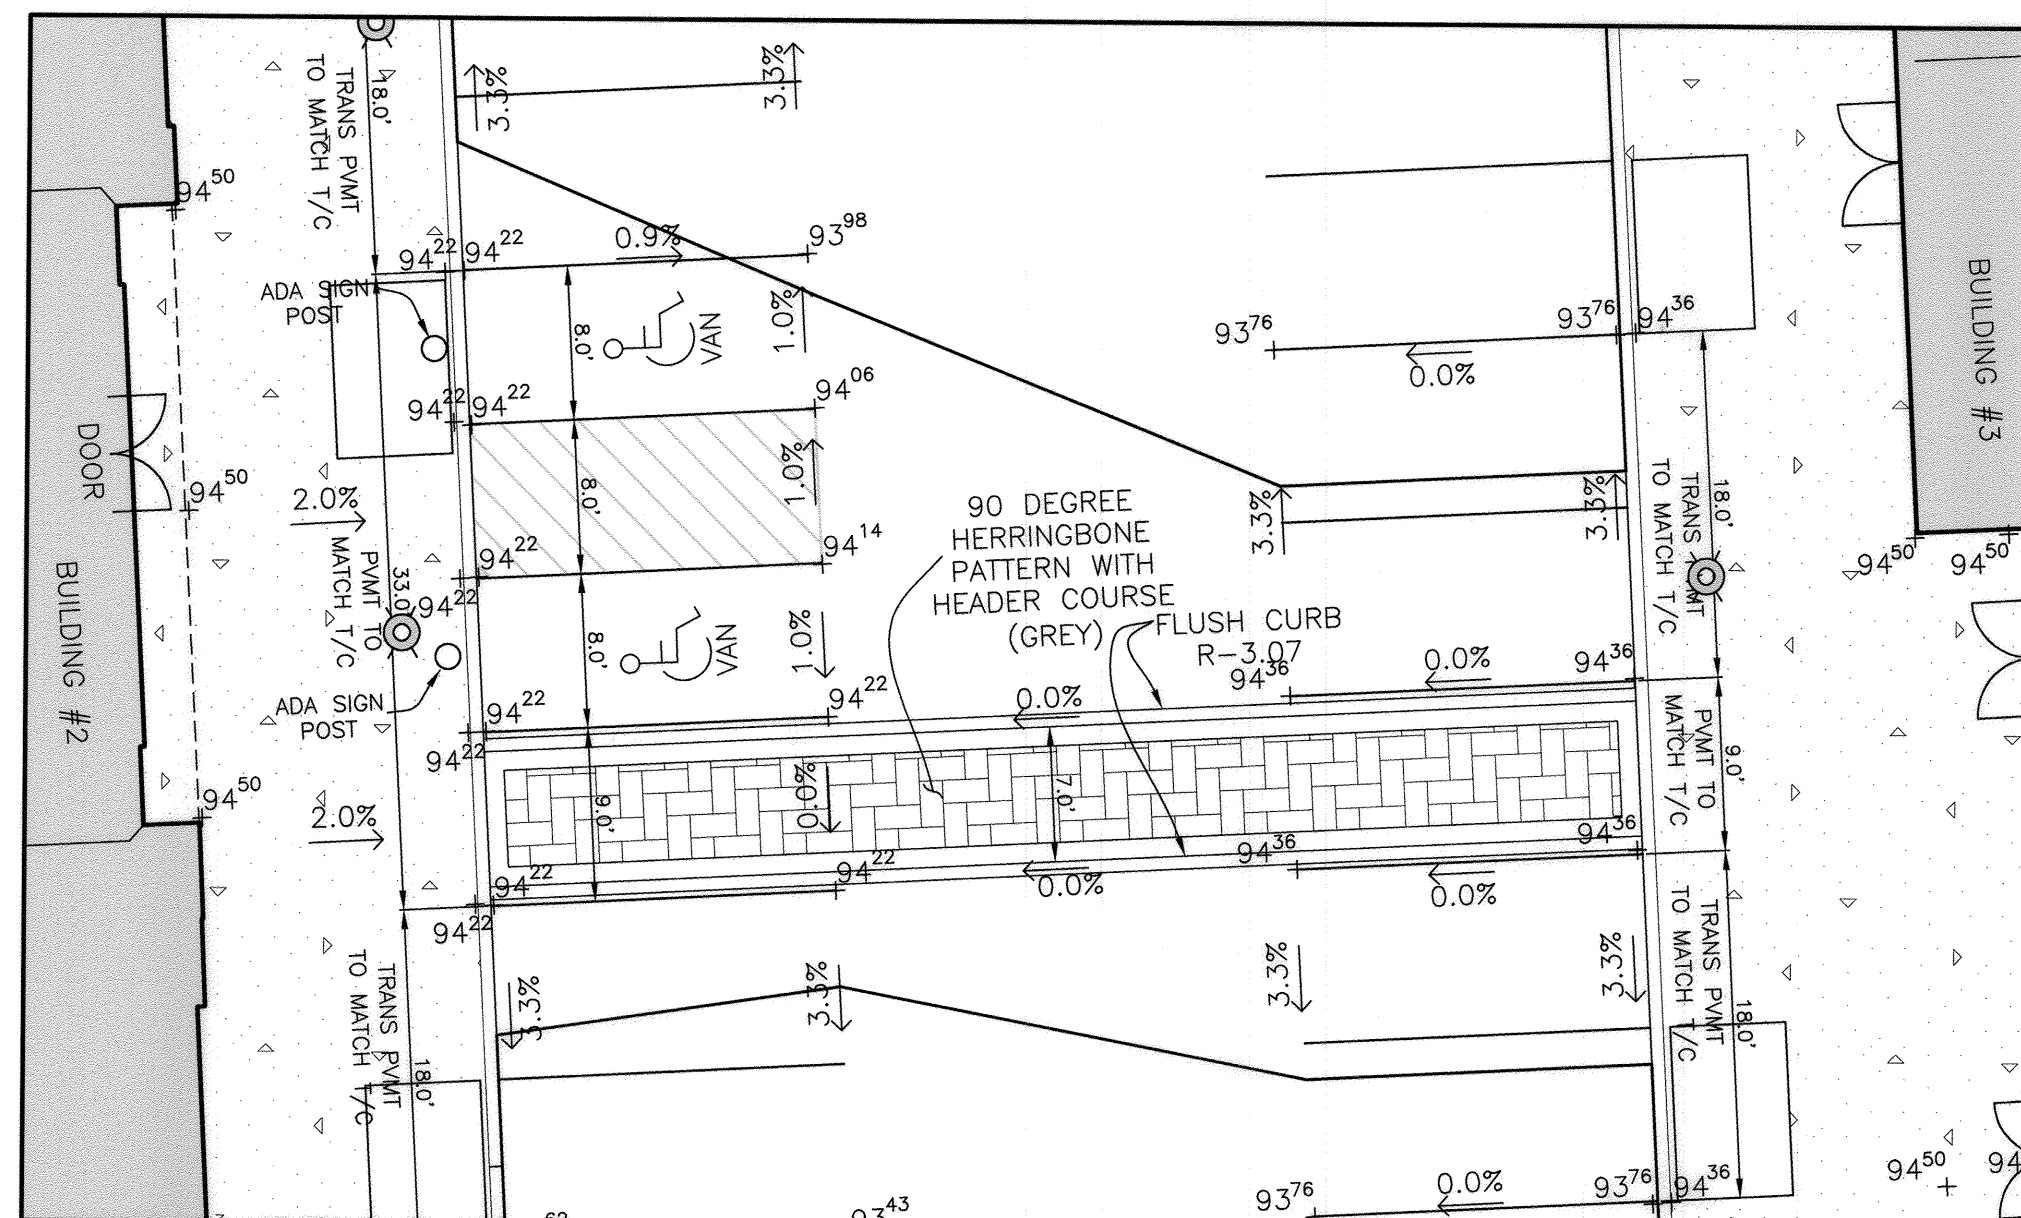 TRANS PVMT
TO MATCH T/C
18.0'
3.3%
3.3%
94⁵⁰
94²²
94²²
0.9%
93⁹⁸
ADA SIGN
POST
8.0'
VAN
1.0%
93⁷⁶
93⁷⁶
94³⁶
0.0%
BUILDING #3
94²²
94²²
94⁰⁶
DOOR
94⁵⁰
2.0%
8.0'
1.0%
94²²
94¹⁴
90 DEGREE
HERRINGBONE
PATTERN WITH
HEADER COURSE
(GREY)
FLUSH CURB
R-3.07
3.3%
3.3%
TRANS PVMT
TO MATCH T/C
18.0'
94⁵⁰
94⁵⁰
BUILDING #2
PVMT TO
MATCH T/C
33.0'
94²²
8.0'
VAN
1.0%
ADA SIGN
POST
94²²
94²²
94²²
0.0%
94³⁶
0.0%
94³⁶
PVMT TO
MATCH T/C
9.0'
94⁵⁰
2.0%
9.0'
0.0%
7.0'
94²²
94²²
94²²
0.0%
94³⁶
94³⁶
0.0%
TRANS PVMT
TO MATCH T/C
18.0'
3.3%
3.3%
3.3%
3.3%
TRANS PVMT
TO MATCH T/C
18.0'
93⁴³
93⁷⁶
0.0%
93⁷⁶
94³⁶
94⁵⁰
94